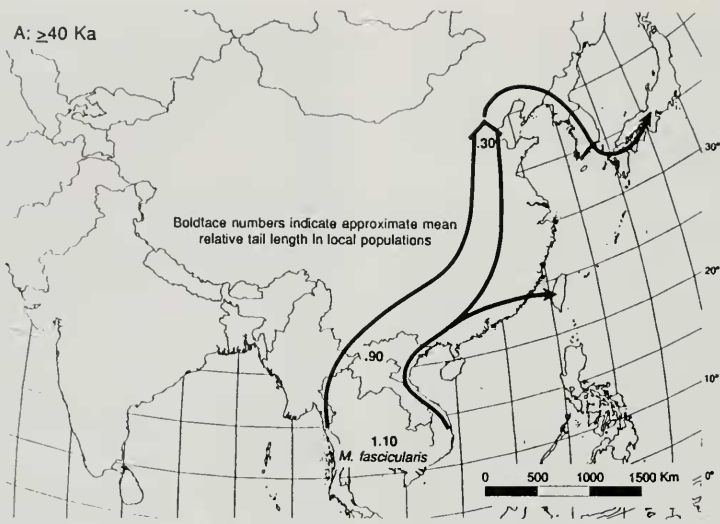 A: ≥40 Ka
.30
30°
Boldface numbers indicate approximate mean
relative tail length in local populations
20°
.90
10°
1.10
M. fascicularis
0°
0 500 1000 1500 Km